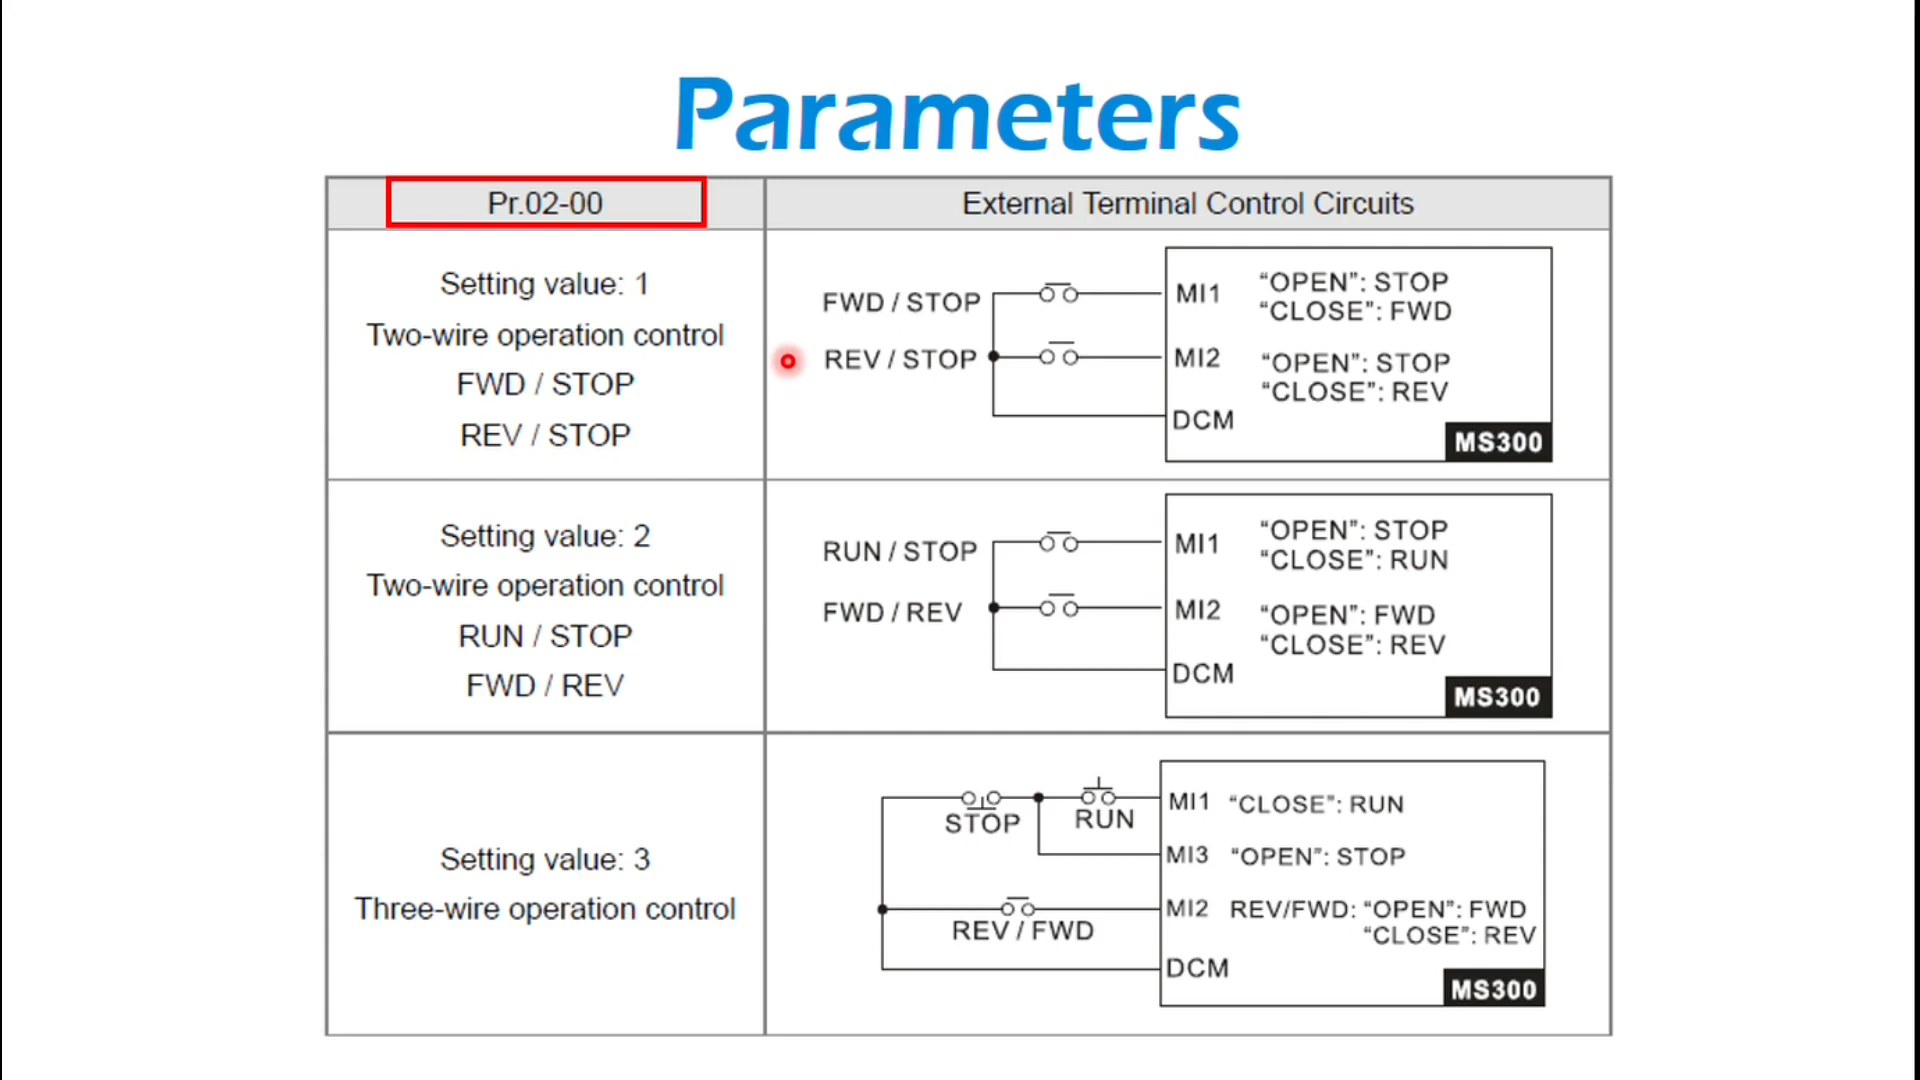 Parameters
Pr.02-00
External Terminal Control Circuits
Setting value: 1
Two-wire operation control
FWD / STOP
REV / STOP
FWD / STOP
REV / STOP
MI1
“OPEN”: STOP
“CLOSE”: FWD
MI2
“OPEN”: STOP
“CLOSE”: REV
DCM
MS300
Setting value: 2
Two-wire operation control
RUN / STOP
FWD / REV
RUN / STOP
FWD / REV
MI1
“OPEN”: STOP
“CLOSE”: RUN
MI2
“OPEN”: FWD
“CLOSE”: REV
DCM
MS300
Setting value: 3
Three-wire operation control
STOP
RUN
MI1 “CLOSE”: RUN
MI3 “OPEN”: STOP
REV / FWD
MI2 REV/FWD: “OPEN”: FWD
“CLOSE”: REV
DCM
MS300